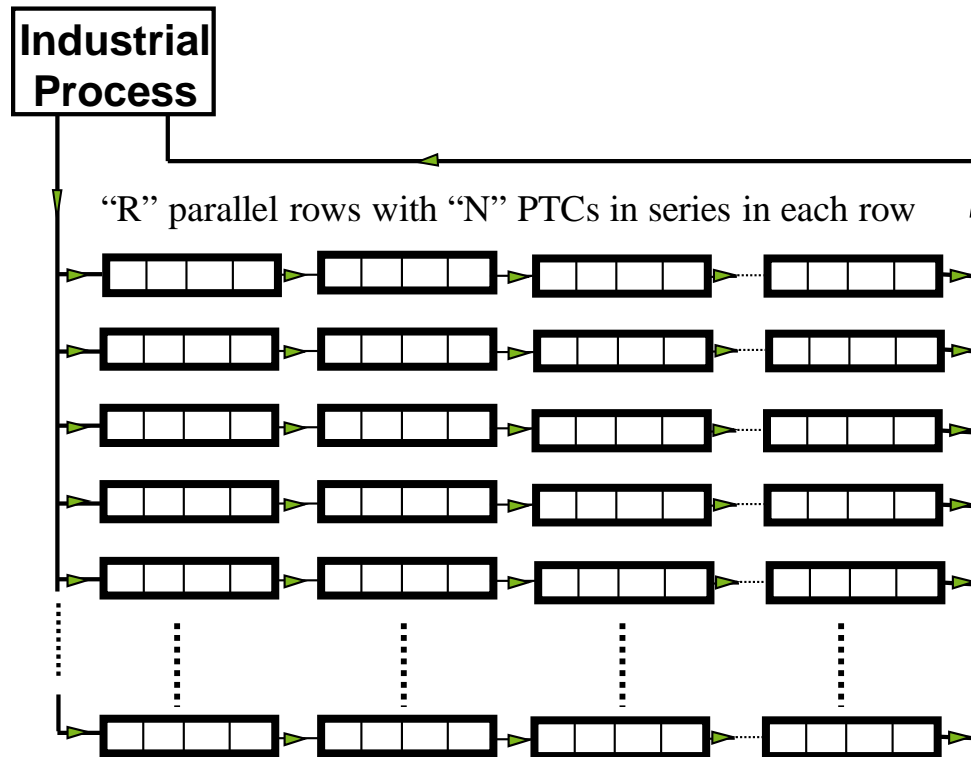 Industrial
Process
“R” parallel rows with “N” PTCs in series in each row